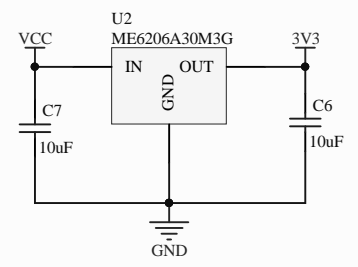 U2
VCC
ME6206A30M3G
3V3
IN
OUT
GND
C7
10uF
C6
10uF
GND